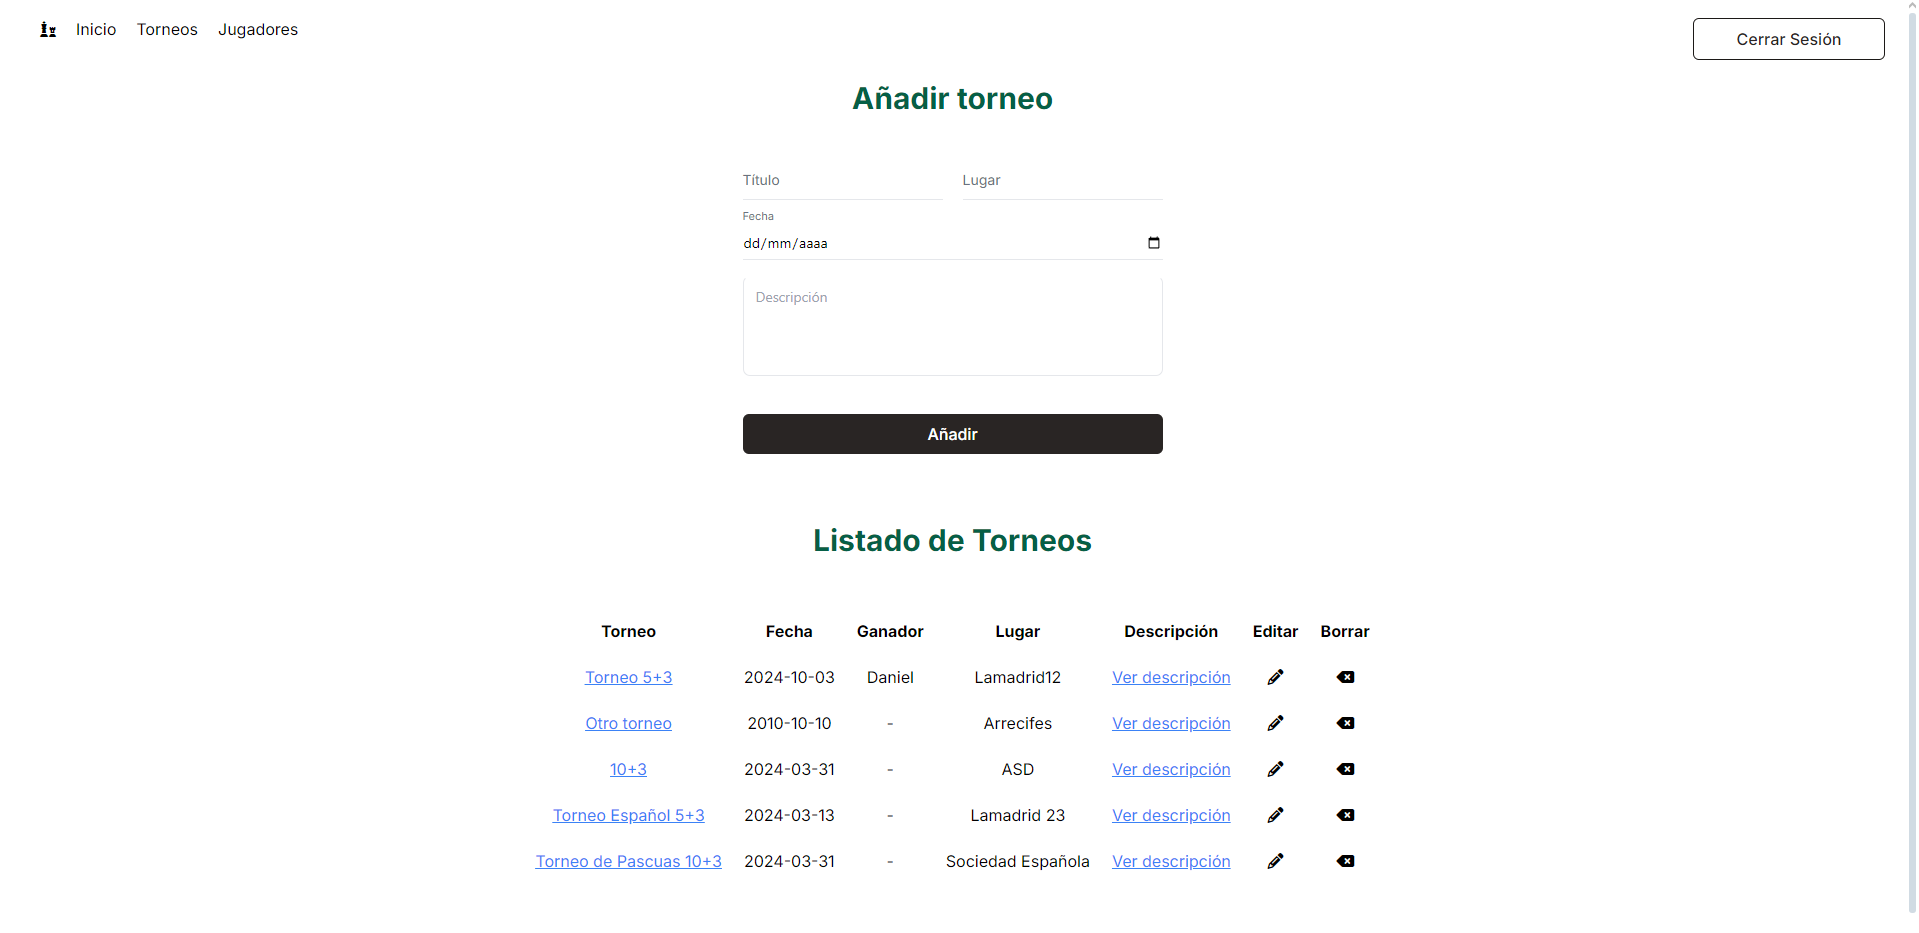 Inicio Torneos Jugadores Cerrar Sesión
Añadir torneo
Título Lugar
Fecha
dd/mm/aaaa
Descripción
Añadir
Listado de Torneos
Torneo Fecha Ganador Lugar Descripción Editar Borrar
Torneo 5+3 2024-10-03 Daniel Lamadrid12 Ver descripción
Otro torneo 2010-10-10 - Arrecifes Ver descripción
10+3 2024-03-31 - ASD Ver descripción
Torneo Español 5+3 2024-03-13 - Lamadrid 23 Ver descripción
Torneo de Pascuas 10+3 2024-03-31 - Sociedad Española Ver descripción